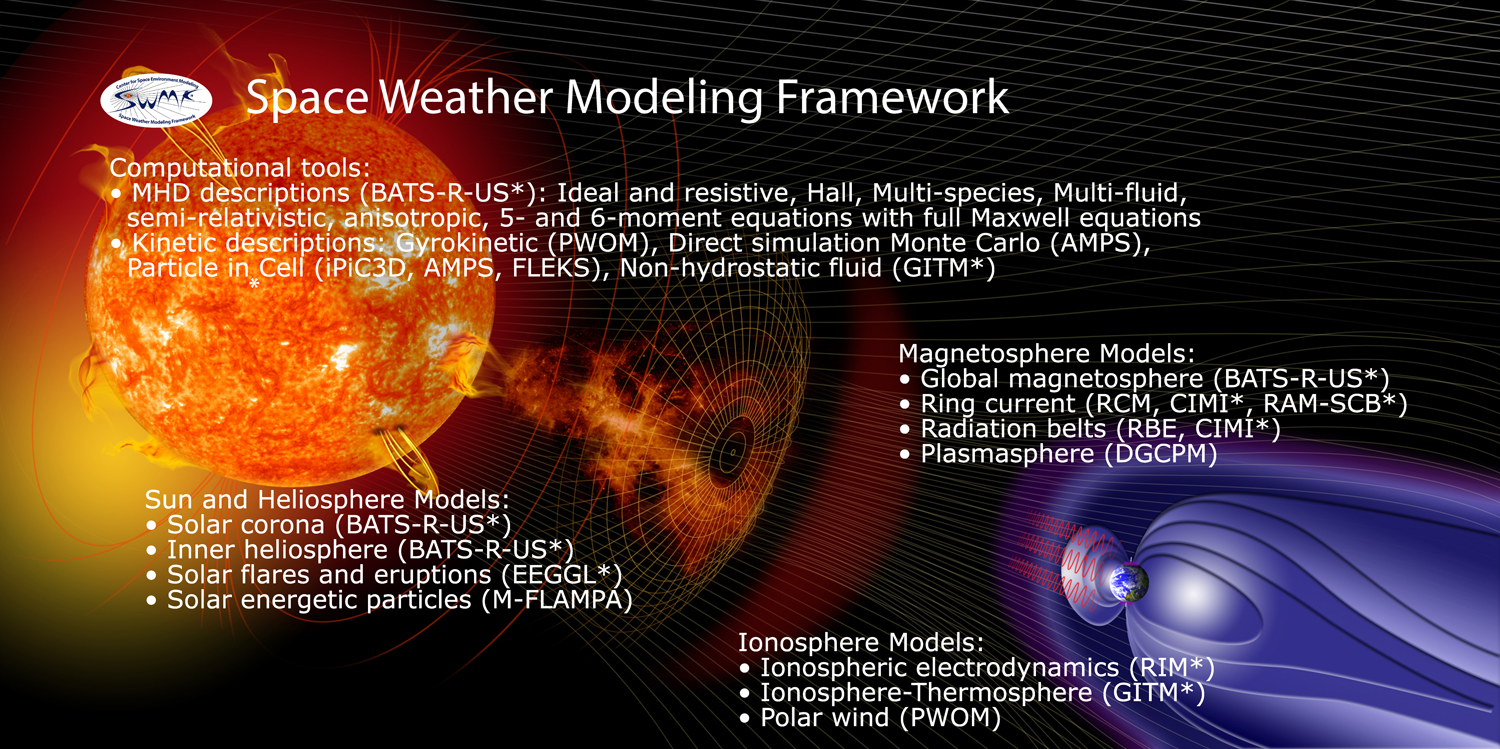 Center for Space Environment Modeling
SWMF
Space Weather Modeling Framework
Space Weather Modeling Framework
Computational tools:
• MHD descriptions (BATS-R-US*): Ideal and resistive, Hall, Multi-species, Multi-fluid,
semi-relativistic, anisotropic, 5- and 6-moment equations with full Maxwell equations
• Kinetic descriptions: Gyrokinetic (PWOM), Direct simulation Monte Carlo (AMPS),
Particle in Cell (iPiC3D, AMPS, FLEKS), Non-hydrostatic fluid (GITM*)
*
Magnetosphere Models:
• Global magnetosphere (BATS-R-US*)
• Ring current (RCM, CIMI*, RAM-SCB*)
• Radiation belts (RBE, CIMI*)
• Plasmasphere (DGCPM)
Sun and Heliosphere Models:
• Solar corona (BATS-R-US*)
• Inner heliosphere (BATS-R-US*)
• Solar flares and eruptions (EEGGL*)
• Solar energetic particles (M-FLAMPA)
Ionosphere Models:
• Ionospheric electrodynamics (RIM*)
• Ionosphere-Thermosphere (GITM*)
• Polar wind (PWOM)